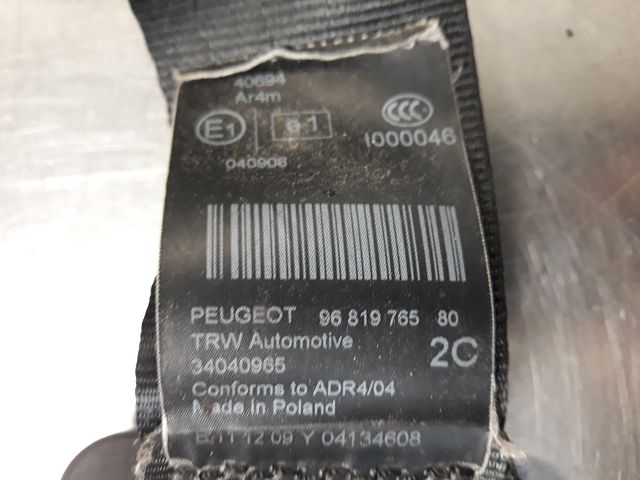 40694
Ar4m
E1 e1 CCC
I000046
040906
PEUGEOT 96 819 765 80
TRW Automotive 2C
34040965
Conforms to ADR4/04
Made in Poland
12 09 Y 04134608